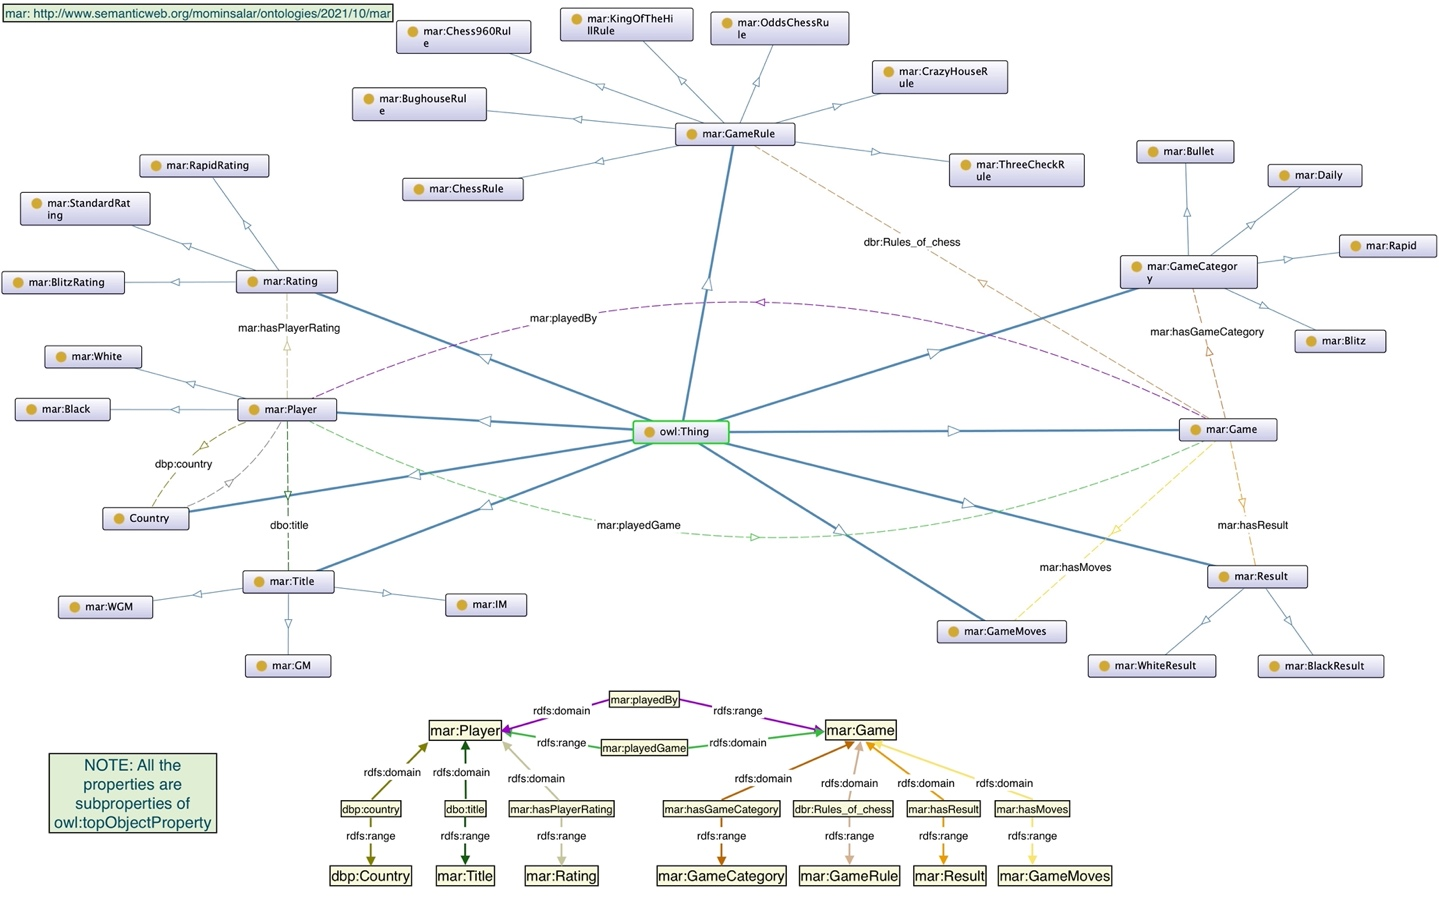 mar: http://www.semanticweb.org/mominsalar/ontologies/2021/10/mar
mar:Chess960Rul
e
mar:KingOfTheHi
llRule
mar:OddsChessRu
le
mar:CrazyHouseR
ule
mar:BughouseRul
e
mar:GameRule
mar:ThreeCheckR
ule
mar:ChessRule
mar:Bullet
mar:Daily
mar:Rapid
mar:GameCategor
y
mar:Blitz
mar:RapidRating
mar:StandardRat
ing
mar:BlitzRating
mar:Rating
dbr:Rules_of_chess
mar:hasPlayerRating
mar:playedBy
mar:hasGameCategory
mar:White
mar:Black
mar:Player
owl:Thing
mar:Game
dbp:country
Country
dbo:title
mar:playedGame
mar:hasResult
mar:hasMoves
mar:Title
mar:WGM
mar:IM
mar:GM
mar:Result
mar:GameMoves
mar:WhiteResult
mar:BlackResult
mar:playedBy
rdfs:domain
rdfs:range
mar:Player
mar:Game
rdfs:range
mar:playedGame
rdfs:domain
rdfs:domain
rdfs:domain
rdfs:domain
rdfs:domain
rdfs:domain
rdfs:domain
rdfs:domain
dbp:country
dbo:title
mar:hasPlayerRating
mar:hasGameCategory
dbr:Rules_of_chess
mar:hasResult
mar:hasMoves
rdfs:range
rdfs:range
rdfs:range
rdfs:range
rdfs:range
rdfs:range
rdfs:range
dbp:Country
mar:Title
mar:Rating
mar:GameCategory
mar:GameRule
mar:Result
mar:GameMoves
NOTE: All the
properties are
subproperties of
owl:topObjectProperty